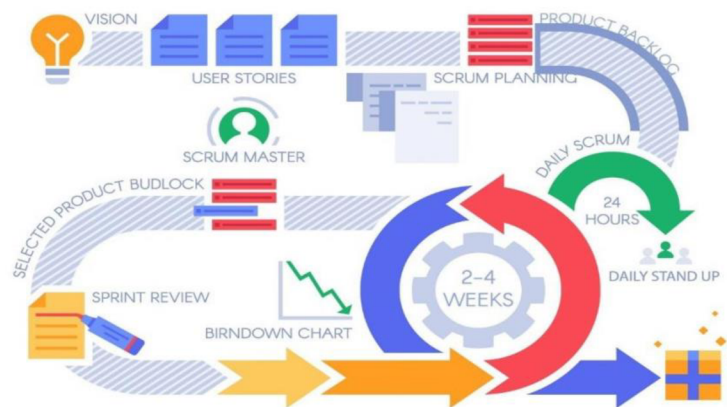 VISION
USER STORIES
PRODUCT BACKLOG
SCRUM PLANNING
SCRUM MASTER
DAILY SCRUM
24
HOURS
DAILY STAND UP
SELECTED PRODUCT BUDLOCK
SPRINT REVIEW
BIRNDOWN CHART
2-4
WEEKS